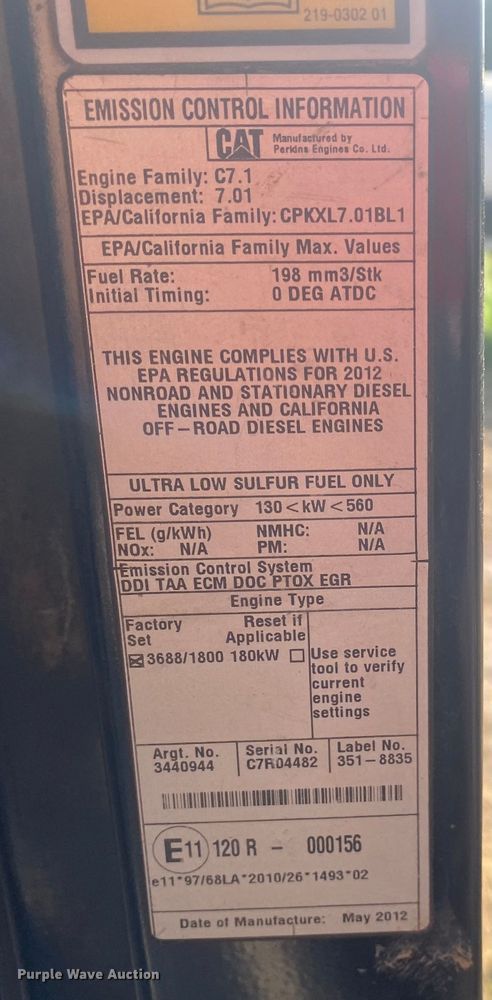 219-0302 01
EMISSION CONTROL INFORMATION
CAT Manufactured by
Perkins Engines Co. Ltd.
Engine Family: C7.1
Displacement: 7.01
EPA/California Family: CPKXL7.01BL1
EPA/California Family Max. Values
Fuel Rate: 198 mm3/Stk
Initial Timing: 0 DEG ATDC
THIS ENGINE COMPLIES WITH U.S.
EPA REGULATIONS FOR 2012
NONROAD AND STATIONARY DIESEL
ENGINES AND CALIFORNIA
OFF-ROAD DIESEL ENGINES
ULTRA LOW SULFUR FUEL ONLY
Power Category 130<kW<560
FEL (g/kWh) NMHC: N/A
NOx: N/A PM: N/A
Emission Control System
DDI TAA ECM DOC PTOX EGR
Engine Type
Factory Set
Reset if Applicable
3688/1800 180kW
Use service
tool to verify
current
engine
settings
Argt. No. Serial No. Label No.
3440944 C7R04482 351-8835
E11 120 R - 000156
e11*97/68LA*2010/26*1493*02
Date of Manufacture: May 2012
Purple Wave Auction